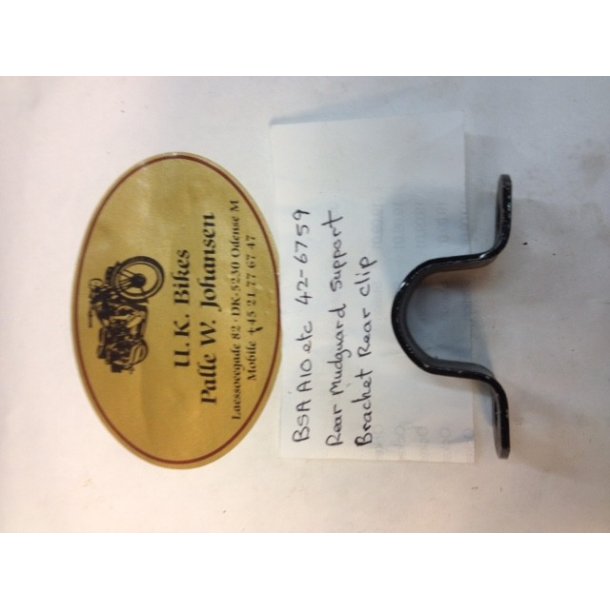 U.K. Bikes
Palle W. Johansen
Laessoeegade 82 · DK-5230 Odense M
Mobile +45 21 77 67 47
BSA A10 etc 42-6759
Rear Mudguard support
Bracket Rear clip